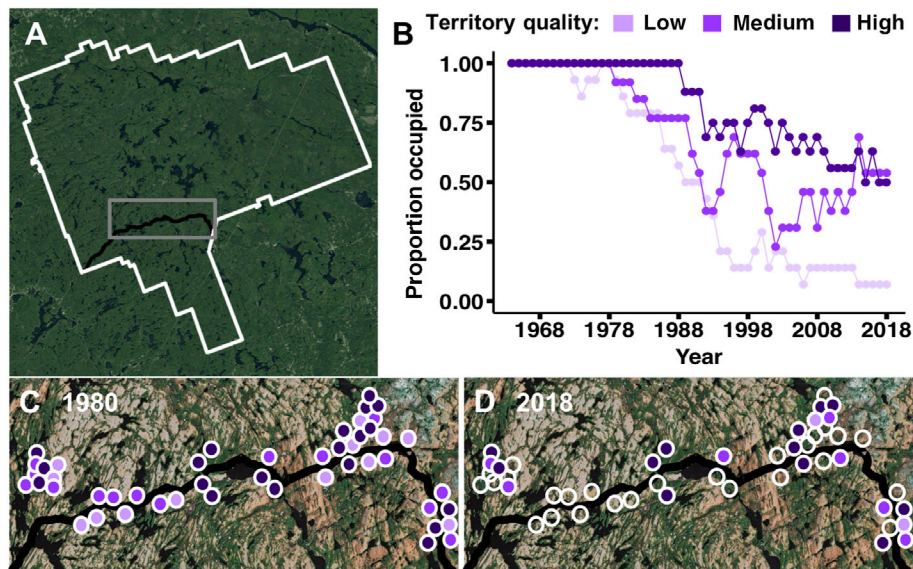 A
B
Territory quality: Low Medium High
Proportion occupied
1.00
0.75
0.50
0.25
0.00
1968 1978 1988 1998 2008 2018
Year
C 1980
D 2018